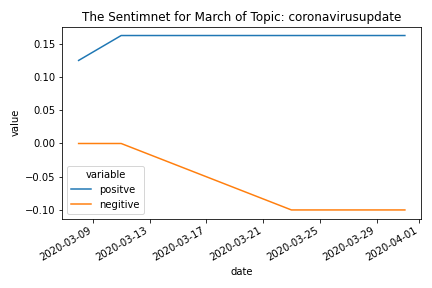 The Sentimnet for March of Topic: coronavirusupdate
0.15
0.10
0.05
0.00
−0.05
−0.10
value
variable
positve
negitive
2020-03-09
2020-03-13
2020-03-17
2020-03-21
2020-03-25
2020-03-29
2020-04-01
date